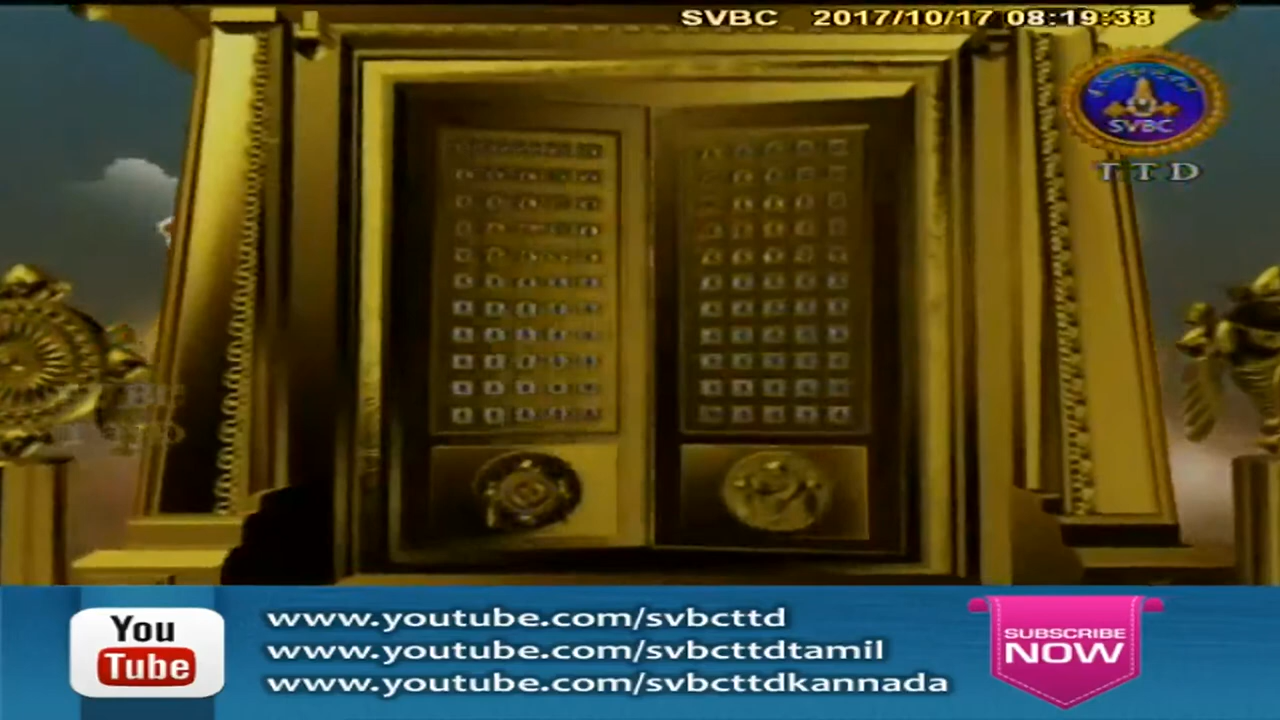 SVBC 2017/10/17 08:19:38
SVBC
TTD
You
Tube
www.youtube.com/svbcttd
www.youtube.com/svbcttdtamil
www.youtube.com/svbcttdkannada
SUBSCRIBE
NOW